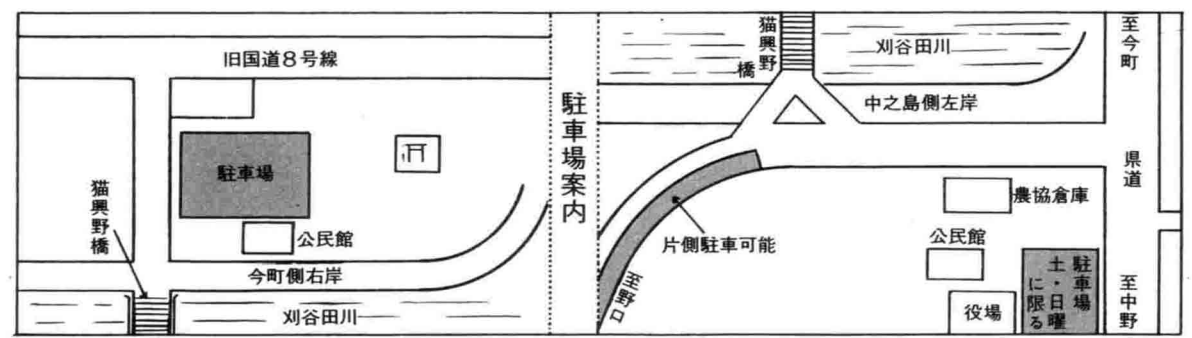 駐車場案内
旧国道8号線
駐車場
猫興野橋
公民館
今町側右岸
刈谷田川
猫興野橋
刈谷田川
至今町
中之島側左岸
県道
農協倉庫
片側駐車可能
公民館
至野口
役場
駐車場
土・日曜
に限る
至中野